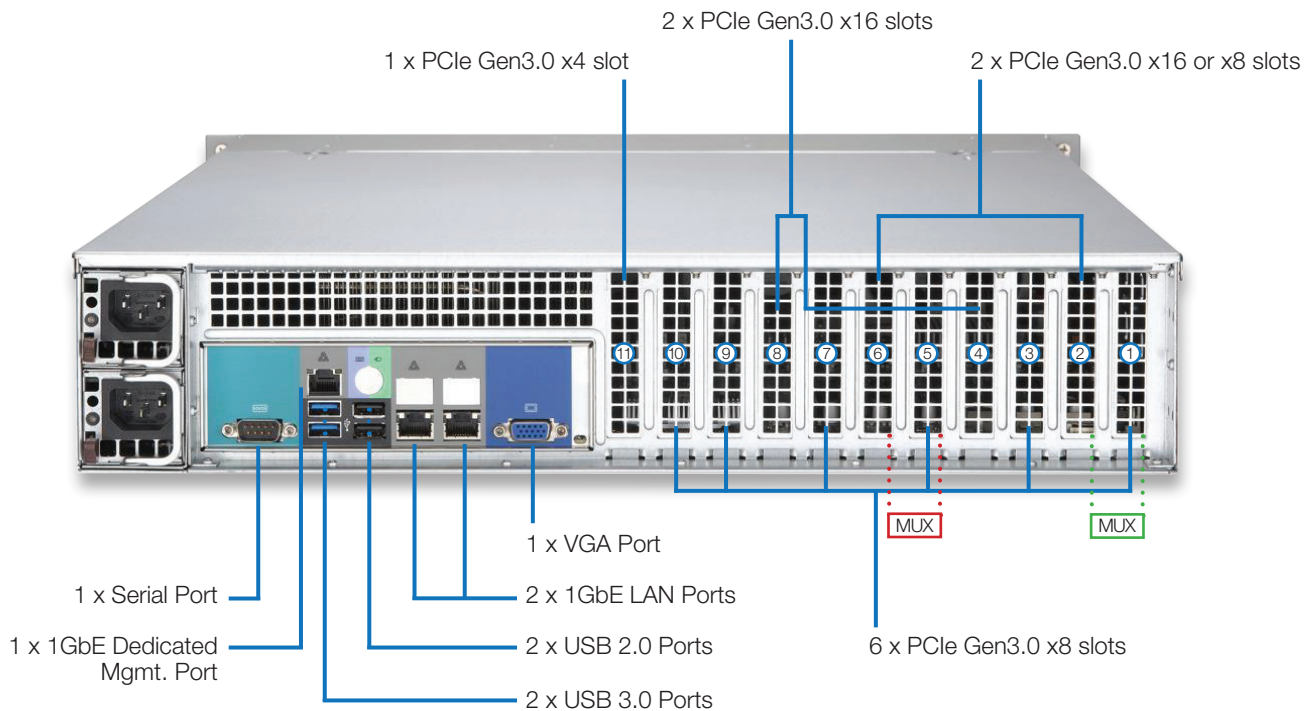 2 x PCIe Gen3.0 x16 slots
1 x PCIe Gen3.0 x4 slot
2 x PCIe Gen3.0 x16 or x8 slots
11 10 9 8 7 6 5 4 3 2 1
MUX
MUX
1 x VGA Port
1 x Serial Port
2 x 1GbE LAN Ports
1 x 1GbE Dedicated
Mgmt. Port
2 x USB 2.0 Ports
6 x PCIe Gen3.0 x8 slots
2 x USB 3.0 Ports